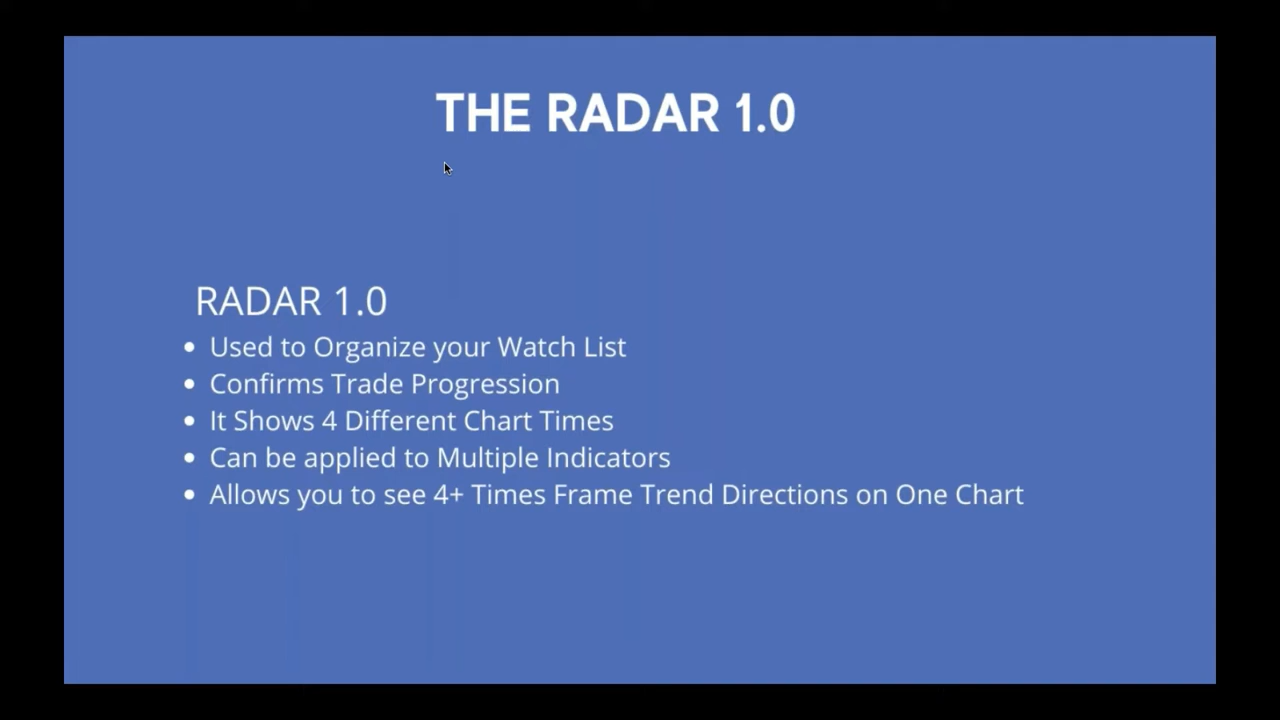 THE RADAR 1.0
RADAR 1.0
• Used to Organize your Watch List
• Confirms Trade Progression
• It Shows 4 Different Chart Times
• Can be applied to Multiple Indicators
• Allows you to see 4+ Times Frame Trend Directions on One Chart